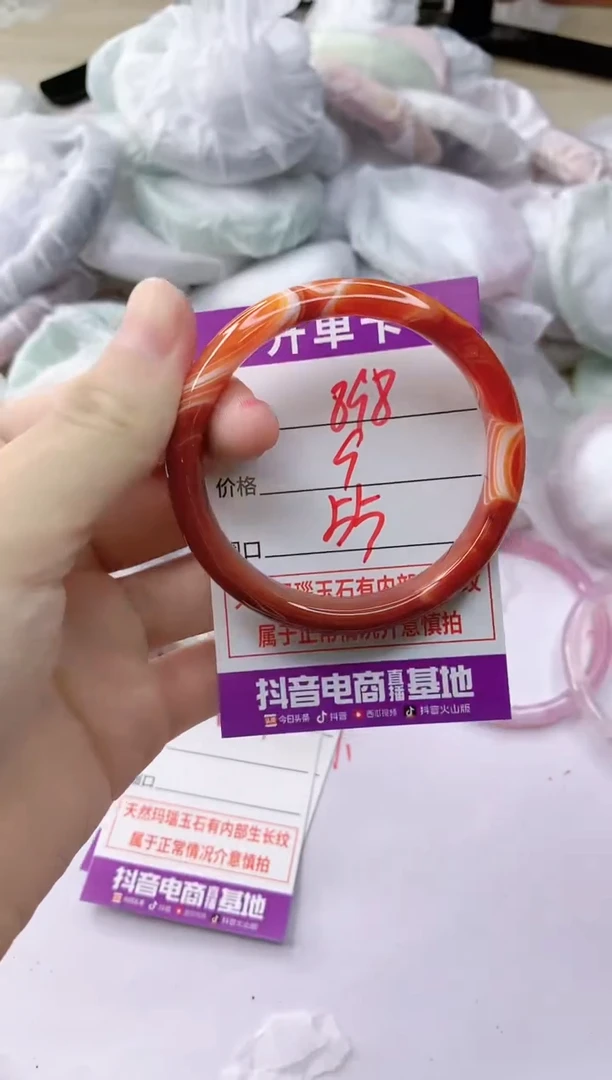 开单卡
898
价格
5
圈口
55
天然玛瑙玉石有内部生长纹
属于正常情况介意慎拍
抖音电商直播基地
今日头条 抖音 西瓜视频 抖音火山版
圈口
天然玛瑙玉石有内部生长纹
属于正常情况介意慎拍
抖音电商直播基地